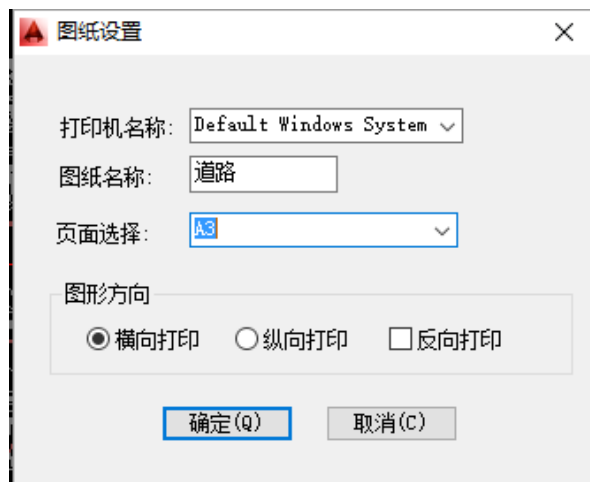 图纸设置
打印机名称: Default Windows System
图纸名称: 道路
页面选择: A3
图形方向
横向打印 纵向打印 反向打印
确定(Q) 取消(C)